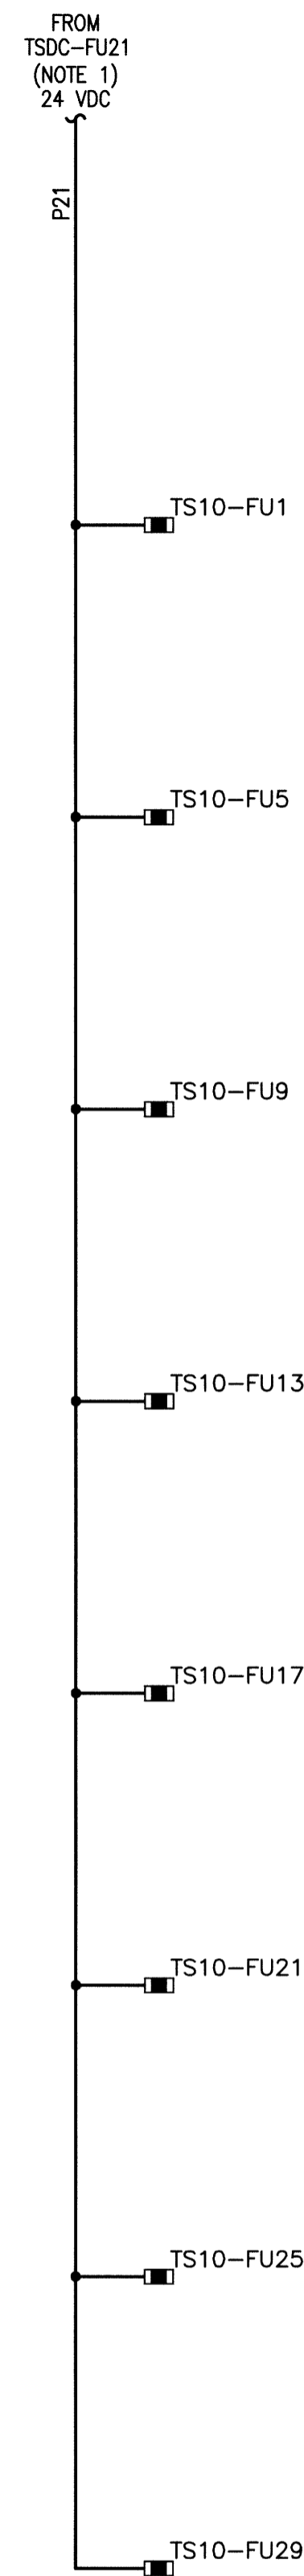 FROM
TSDC-FU21
(NOTE 1)
24 VDC
P21
TS10-FU1
TS10-FU5
TS10-FU9
TS10-FU13
TS10-FU17
TS10-FU21
TS10-FU25
TS10-FU29